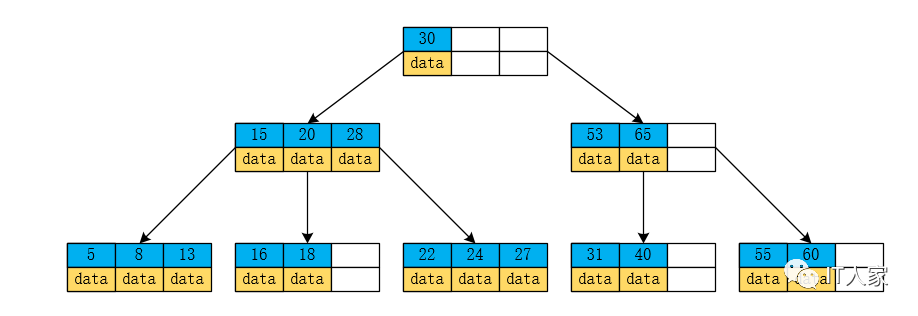 30
data
15 20 28
data data data
53 65
data data
5 8 13
data data data
16 18
data data
22 24 27
data data data
31 40
data data
55 60
data data
IT人家